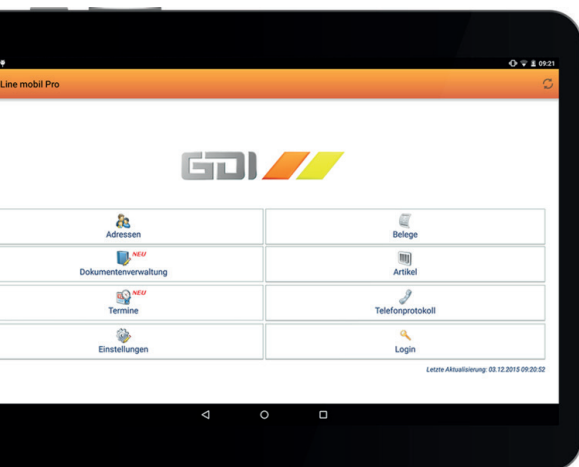 09:21
Line mobil Pro
GDI
Adressen
Belege
NEU
Dokumentenverwaltung
Artikel
NEU
Termine
Telefonprotokoll
Einstellungen
Login
Letzte Aktualisierung: 03.12.2015 09:20:52